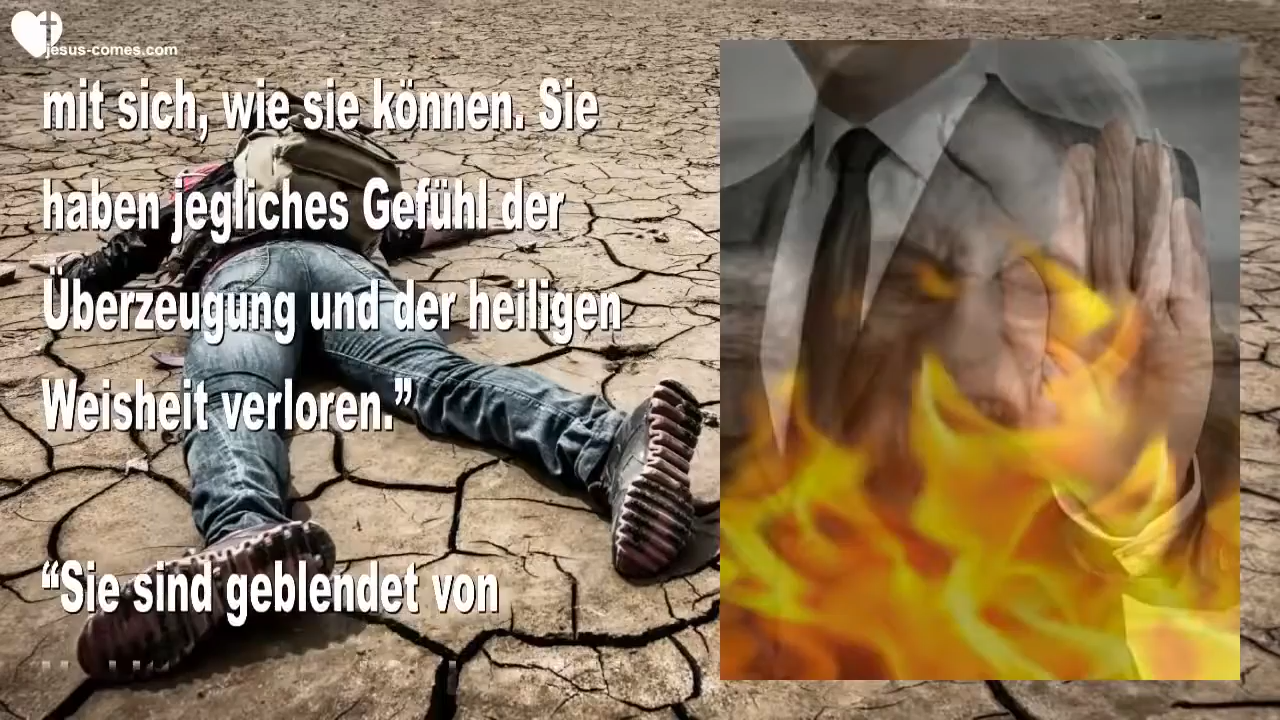 jesus-comes.com
mit sich, wie sie können. Sie
haben jegliches Gefühl der
Überzeugung und der heiligen
Weisheit verloren.”
“Sie sind geblendet von